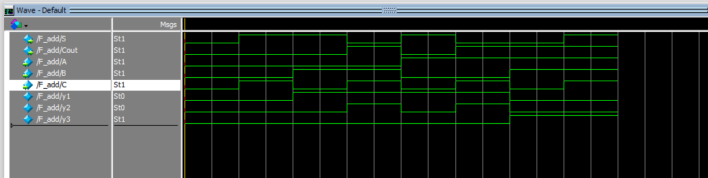 Wave - Default
Msgs
/F_add/S St1
/F_add/Cout St1
/F_add/A St1
/F_add/B St1
/F_add/C St1
/F_add/y1 St0
/F_add/y2 St0
/F_add/y3 St1